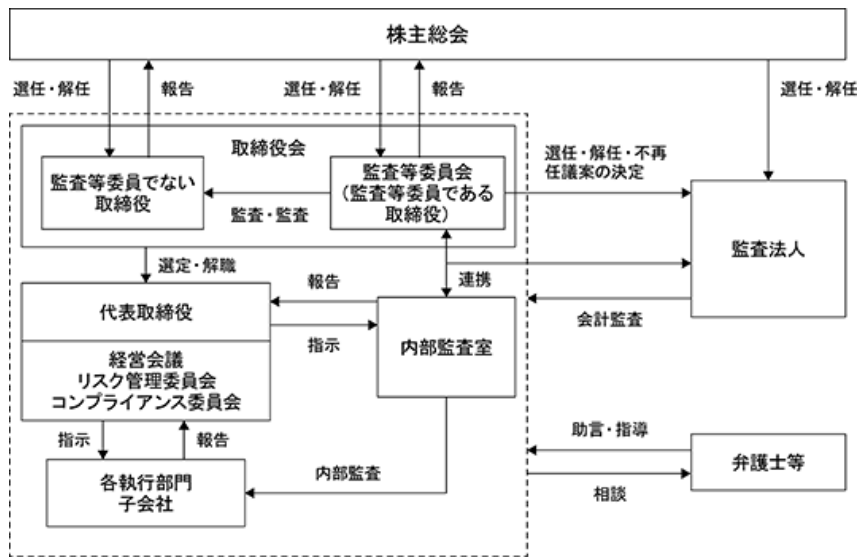 株主総会
選任・解任
報告
選任・解任
報告
選任・解任
取締役会
監査等委員でない
取締役
監査等委員会
（監査等委員である
取締役）
監査・監査
選任・解任・不再
任議案の決定
監査法人
選定・解職
連携
報告
会計監査
代表取締役
指示
内部監査室
経営会議
リスク管理委員会
コンプライアンス委員会
指示
報告
助言・指導
弁護士等
各執行部門
子会社
内部監査
相談